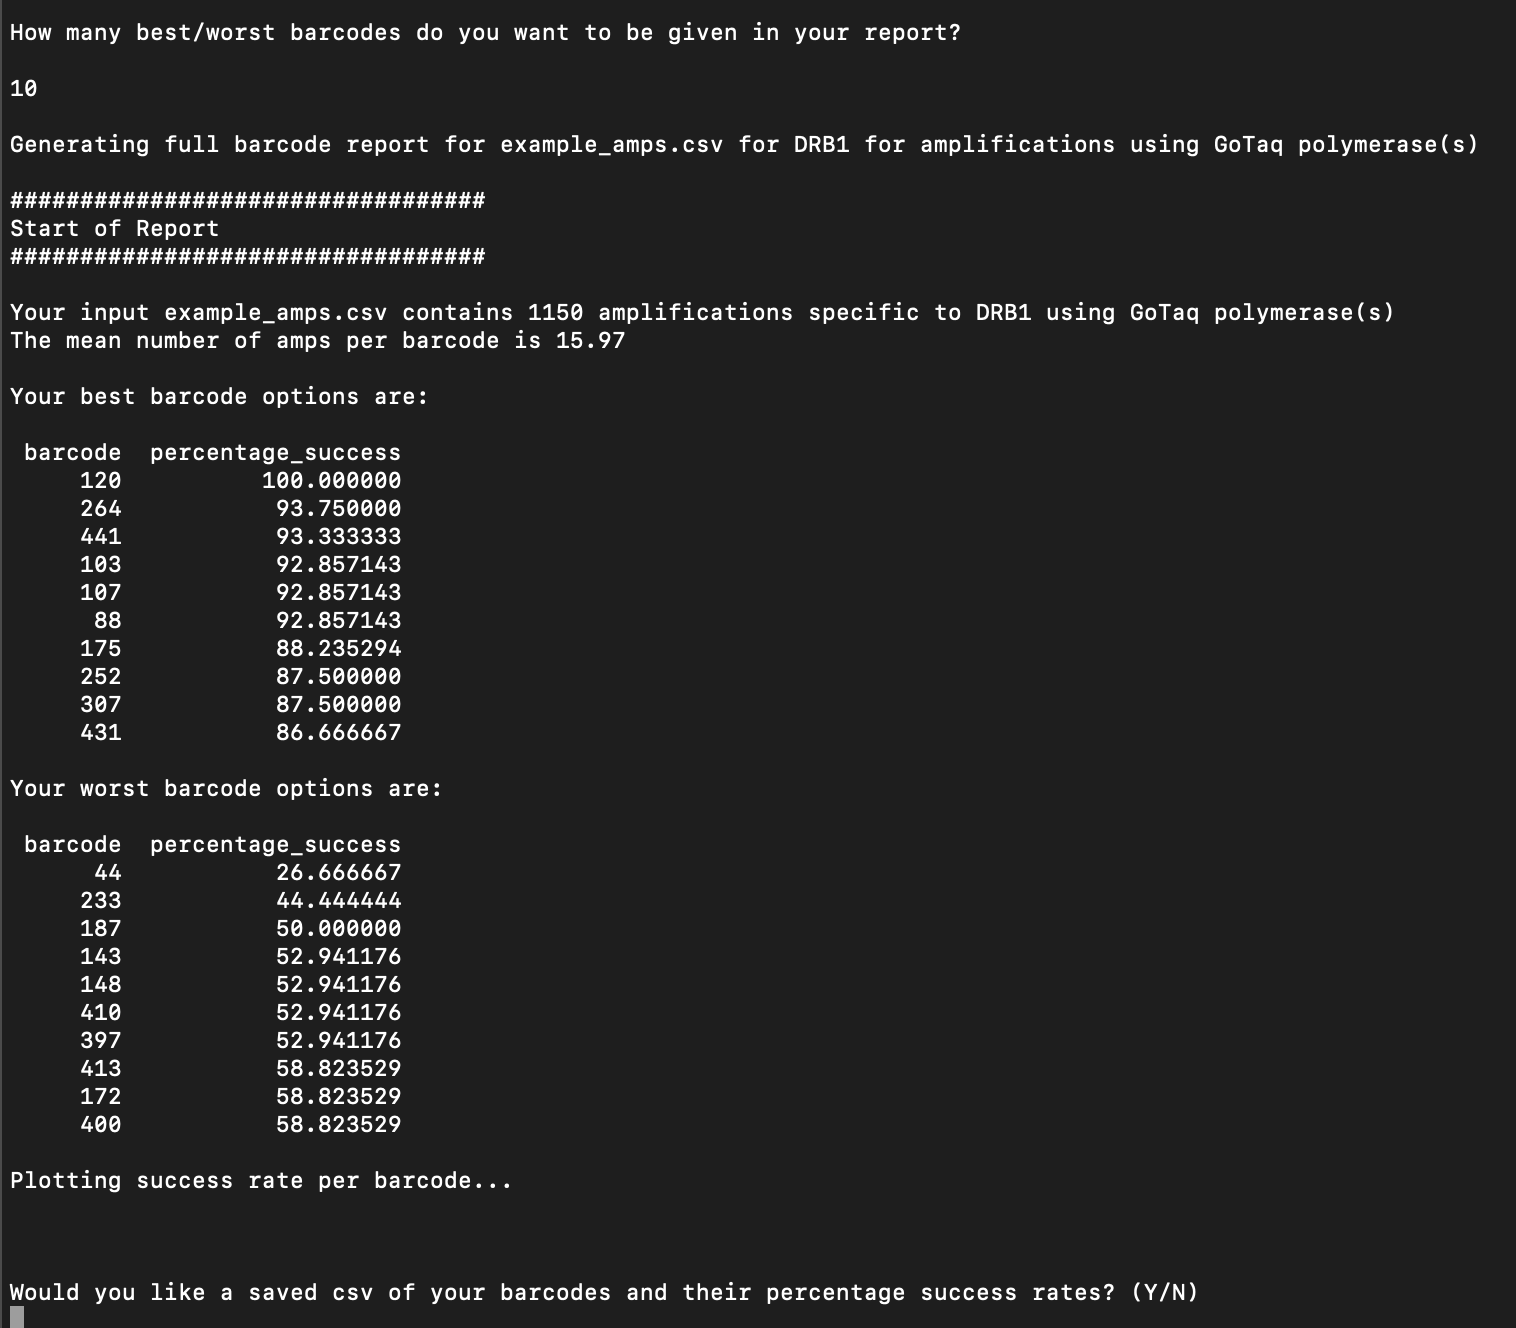 How many best/worst barcodes do you want to be given in your report?
10
Generating full barcode report for example_amps.csv for DRB1 for amplifications using GoTaq polymerase(s)
##################################
Start of Report
##################################
Your input example_amps.csv contains 1150 amplifications specific to DRB1 using GoTaq polymerase(s)
The mean number of amps per barcode is 15.97
Your best barcode options are:
barcode  percentage_success
120  100.000000
264  93.750000
441  93.333333
103  92.857143
107  92.857143
88  92.857143
175  88.235294
252  87.500000
307  87.500000
431  86.666667
Your worst barcode options are:
barcode  percentage_success
44  26.666667
233  44.444444
187  50.000000
143  52.941176
148  52.941176
410  52.941176
397  52.941176
413  58.823529
172  58.823529
400  58.823529
Plotting success rate per barcode...
Would you like a saved csv of your barcodes and their percentage success rates? (Y/N)